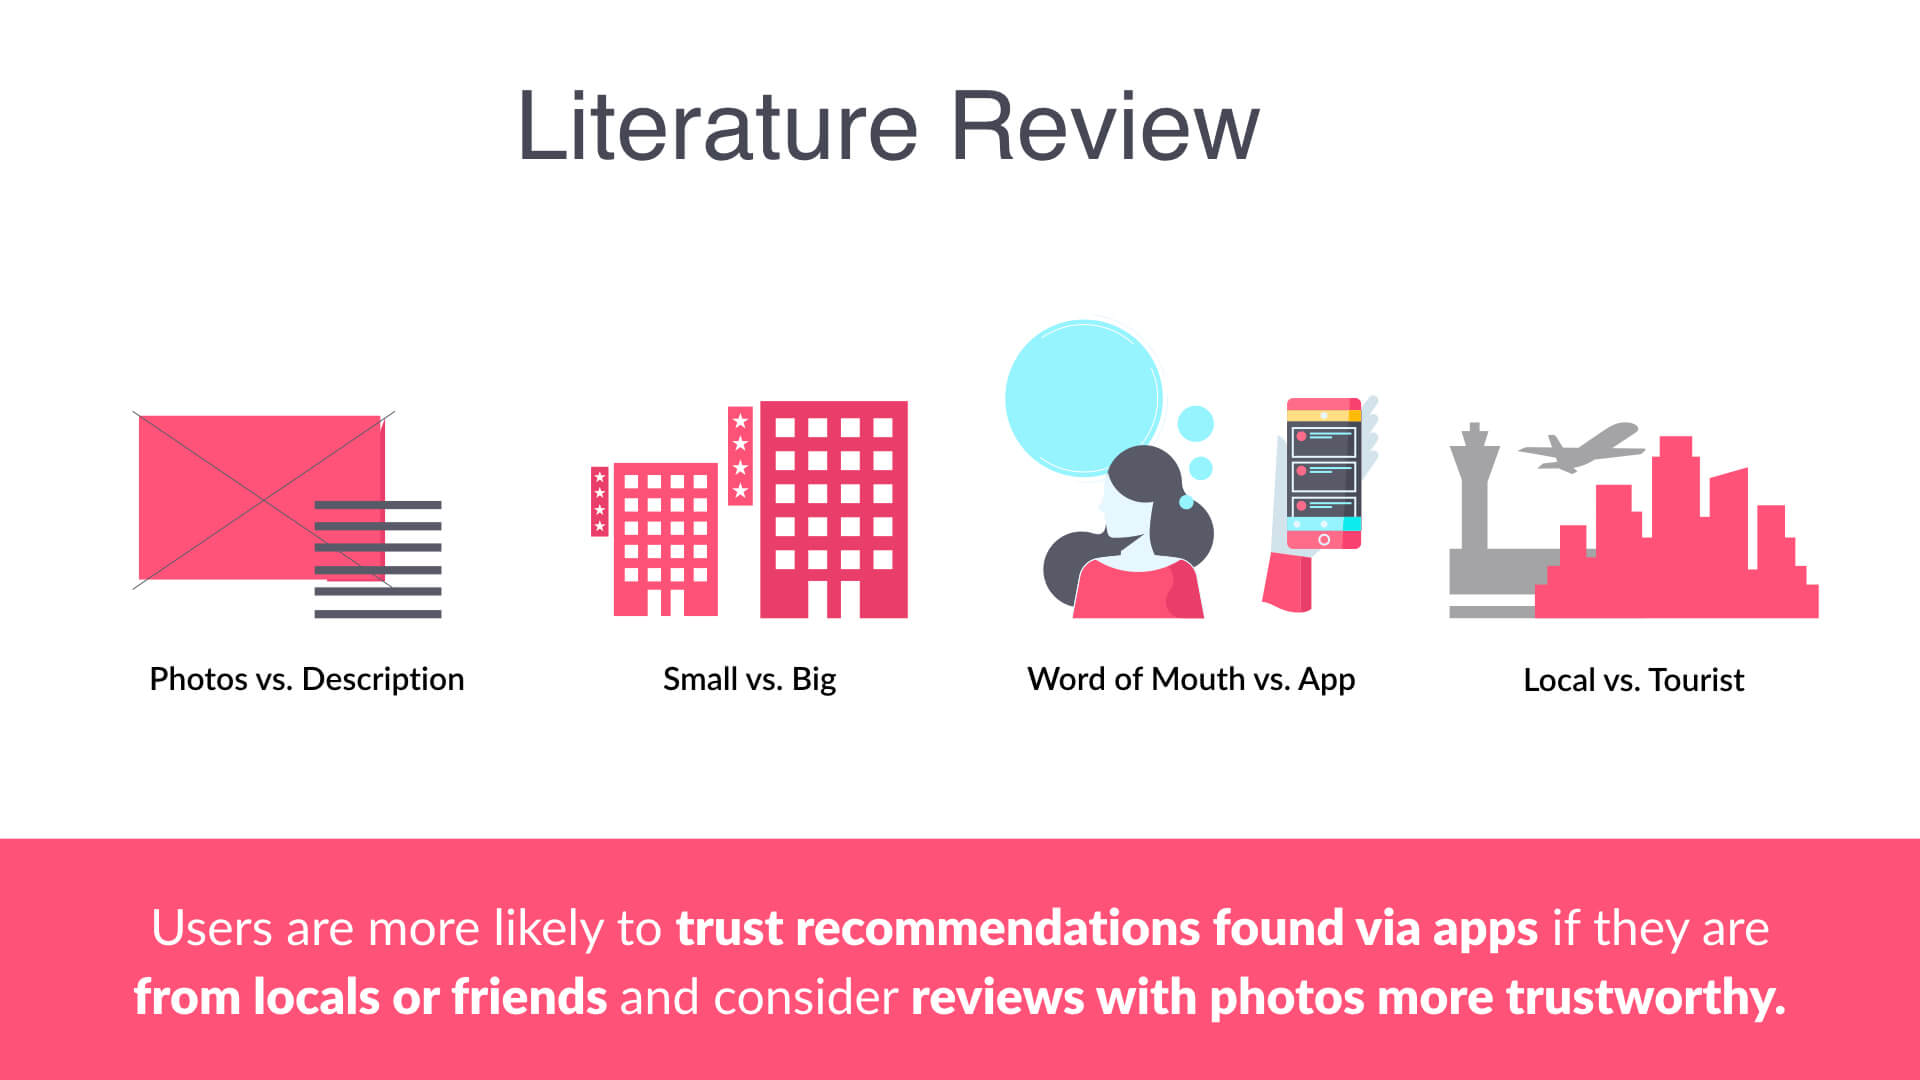 Literature Review
Photos vs. Description
Small vs. Big
Word of Mouth vs. App
Local vs. Tourist
Users are more likely to trust recommendations found via apps if they are
from locals or friends and consider reviews with photos more trustworthy.